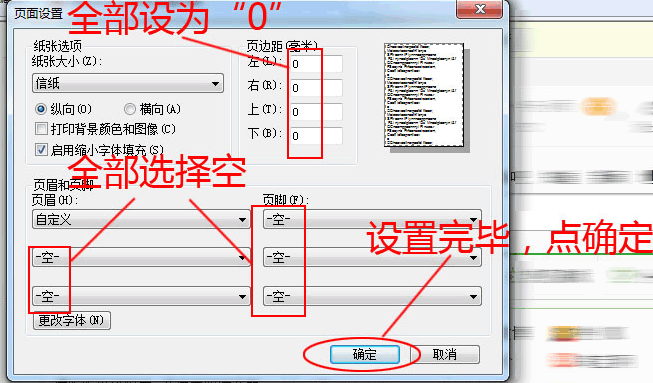 页面设置
全部设为“0”
纸张选项
纸张大小(Z):
信纸
纵向(O)
横向(A)
打印背景颜色和图像(C)
启用缩小字体填充(S)
页边距(毫米)
左(L):
0
右(R):
0
上(T):
0
下(B):
0
全部选择空
页眉和页脚
页眉(H):
页脚(F):
自定义
-空-
-空-
-空-
-空-
-空-
设置完毕，点确定
更改字体(N)
确定
取消